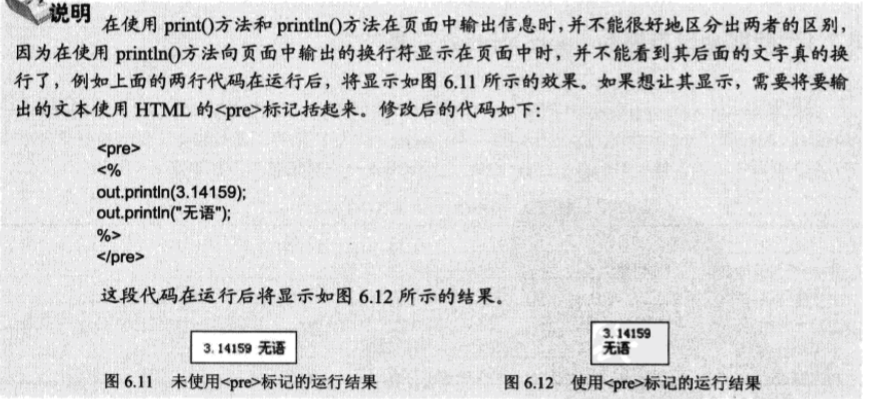 说明
在使用 print()方法和 println()方法在页面中输出信息时，并不能很好地区分出两者的区别，
因为在使用 println()方法向页面中输出的换行符显示在页面中时，并不能看到其后面的文字真的换
行了，例如上面的两行代码在运行后，将显示如图 6.11 所示的效果。如果想让其显示，需要将要输
出的文本使用 HTML 的<pre>标记括起来。修改后的代码如下：
<pre>
<%
out.println(3.14159);
out.println("无语");
%>
</pre>
这段代码在运行后将显示如图 6.12 所示的结果。
3.14159 无语
图 6.11 未使用<pre>标记的运行结果
3.14159
无语
图 6.12 使用<pre>标记的运行结果